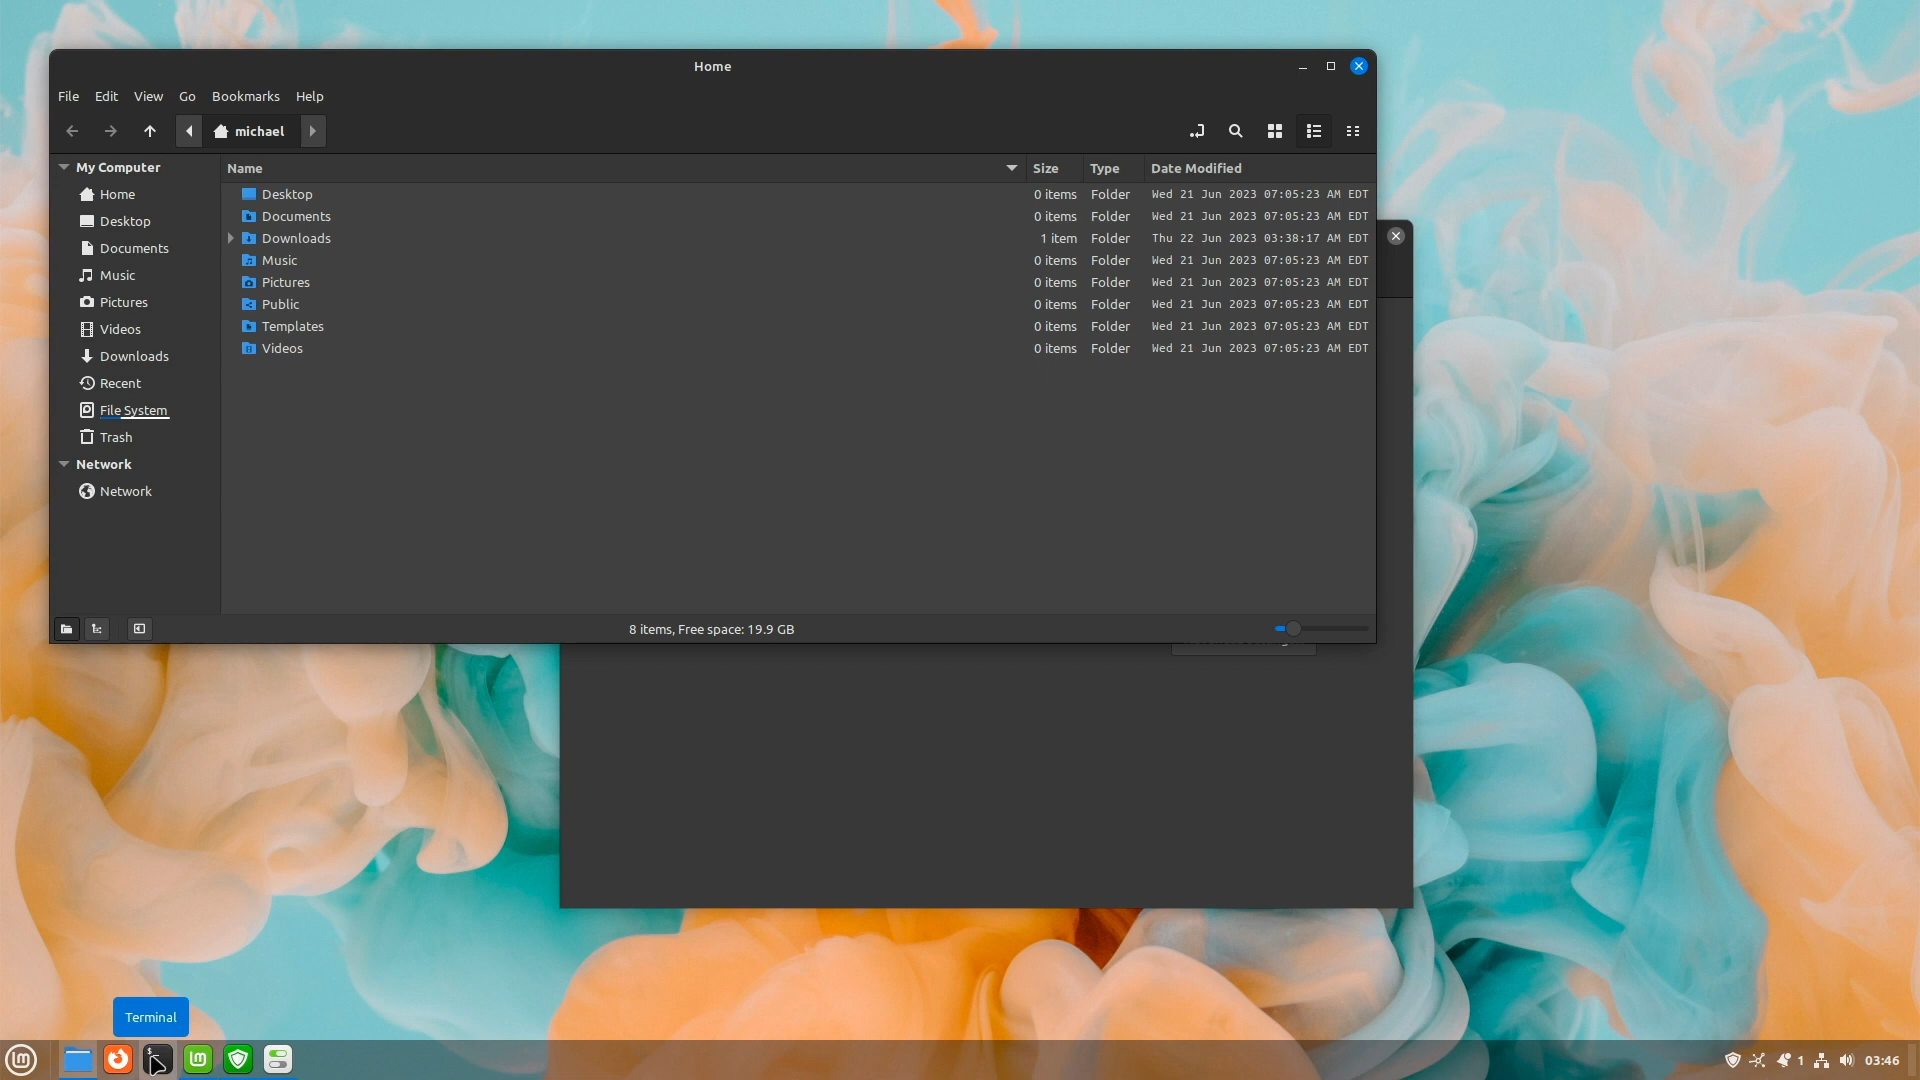 Home
File Edit View Go Bookmarks Help
michael
My Computer
Home
Desktop
Documents
Music
Pictures
Videos
Downloads
Recent
File System
Trash
Network
Network
Name Size Type Date Modified
Desktop 0 items Folder Wed 21 Jun 2023 07:05:23 AM EDT
Documents 0 items Folder Wed 21 Jun 2023 07:05:23 AM EDT
Downloads 1 item Folder Thu 22 Jun 2023 03:38:17 AM EDT
Music 0 items Folder Wed 21 Jun 2023 07:05:23 AM EDT
Pictures 0 items Folder Wed 21 Jun 2023 07:05:23 AM EDT
Public 0 items Folder Wed 21 Jun 2023 07:05:23 AM EDT
Templates 0 items Folder Wed 21 Jun 2023 07:05:23 AM EDT
Videos 0 items Folder Wed 21 Jun 2023 07:05:23 AM EDT
8 items, Free space: 19.9 GB
Terminal
1 03:46